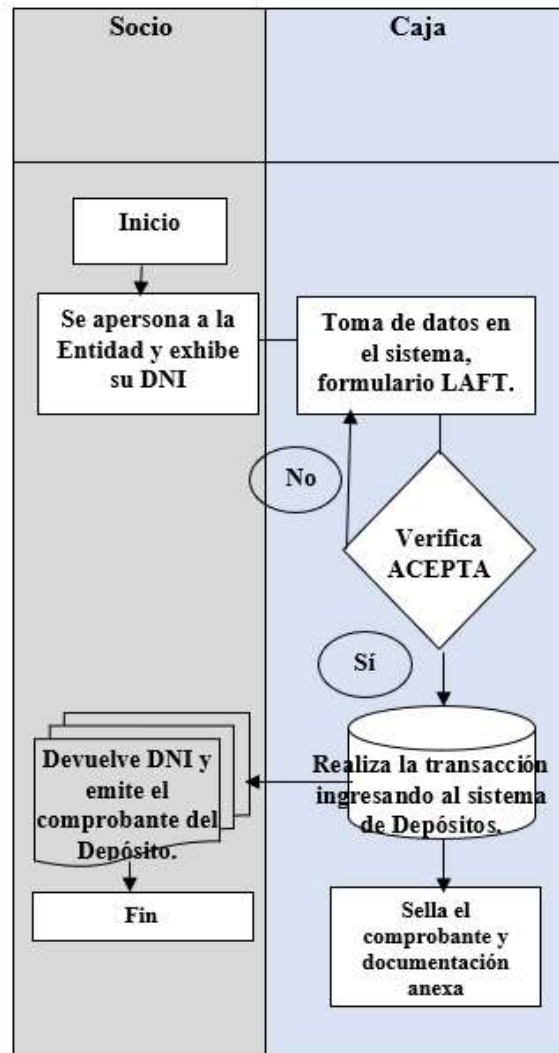 Socio
Caja
Inicio
Se apersona a la
Entidad y exhibe
su DNI
Toma de datos en
el sistema,
formulario LAFT.
No
Verifica
ACEPTA
Sí
Devuelve DNI y
emite el
comprobante del
Depósito.
Realiza la transacción
ingresando al sistema
de Depósitos.
Fin
Sella el
comprobante y
documentación
anexa